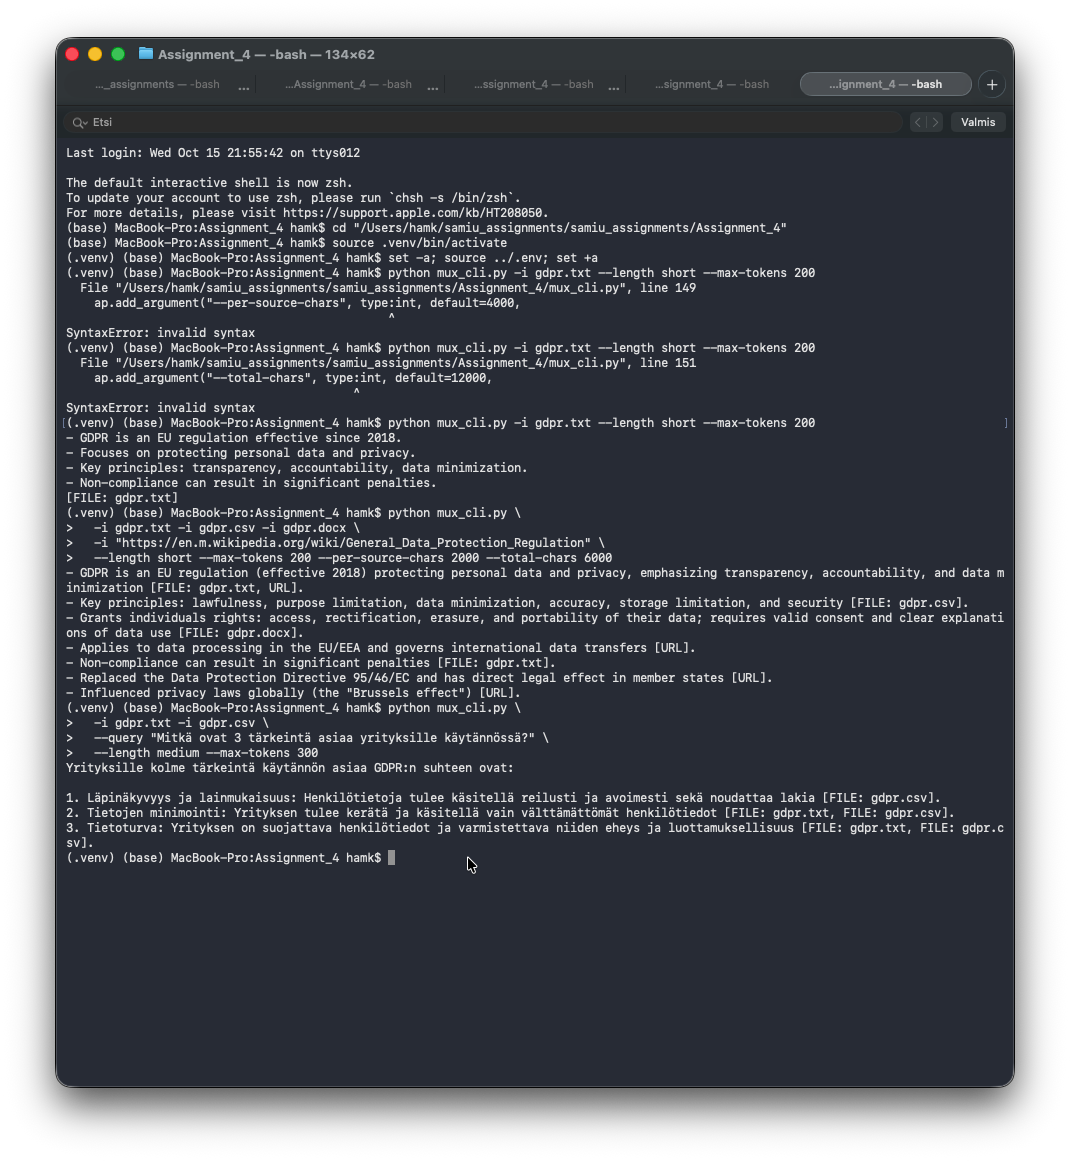 Assignment_4 — -bash — 134×62
..._assignments — -bash ... ...Assignment_4 — -bash ... ...ssignment_4 — -bash ... ...signment_4 — -bash ...ignment_4 — -bash +
Etsi < > Valmis
Last login: Wed Oct 15 21:55:42 on ttys012
The default interactive shell is now zsh.
To update your account to use zsh, please run `chsh -s /bin/zsh`.
For more details, please visit https://support.apple.com/kb/HT208050.
(base) MacBook-Pro:Assignment_4 hamk$ cd "/Users/hamk/samiu_assignments/samiu_assignments/Assignment_4"
(base) MacBook-Pro:Assignment_4 hamk$ source .venv/bin/activate
(.venv) (base) MacBook-Pro:Assignment_4 hamk$ set -a; source ../.env; set +a
(.venv) (base) MacBook-Pro:Assignment_4 hamk$ python mux_cli.py -i gdpr.txt --length short --max-tokens 200
File "/Users/hamk/samiu_assignments/samiu_assignments/Assignment_4/mux_cli.py", line 149
ap.add_argument("--per-source-chars", type:int, default=4000,
^
SyntaxError: invalid syntax
(.venv) (base) MacBook-Pro:Assignment_4 hamk$ python mux_cli.py -i gdpr.txt --length short --max-tokens 200
File "/Users/hamk/samiu_assignments/samiu_assignments/Assignment_4/mux_cli.py", line 151
ap.add_argument("--total-chars", type:int, default=12000,
^
SyntaxError: invalid syntax
[(.venv) (base) MacBook-Pro:Assignment_4 hamk$ python mux_cli.py -i gdpr.txt --length short --max-tokens 200 ]
- GDPR is an EU regulation effective since 2018.
- Focuses on protecting personal data and privacy.
- Key principles: transparency, accountability, data minimization.
- Non-compliance can result in significant penalties.
[FILE: gdpr.txt]
(.venv) (base) MacBook-Pro:Assignment_4 hamk$ python mux_cli.py \
> -i gdpr.txt -i gdpr.csv -i gdpr.docx \
> -i "https://en.m.wikipedia.org/wiki/General_Data_Protection_Regulation" \
> --length short --max-tokens 200 --per-source-chars 2000 --total-chars 6000
- GDPR is an EU regulation (effective 2018) protecting personal data and privacy, emphasizing transparency, accountability, and data m
inimization [FILE: gdpr.txt, URL].
- Key principles: lawfulness, purpose limitation, data minimization, accuracy, storage limitation, and security [FILE: gdpr.csv].
- Grants individuals rights: access, rectification, erasure, and portability of their data; requires valid consent and clear explanati
ons of data use [FILE: gdpr.docx].
- Applies to data processing in the EU/EEA and governs international data transfers [URL].
- Non-compliance can result in significant penalties [FILE: gdpr.txt].
- Replaced the Data Protection Directive 95/46/EC and has direct legal effect in member states [URL].
- Influenced privacy laws globally (the "Brussels effect") [URL].
(.venv) (base) MacBook-Pro:Assignment_4 hamk$ python mux_cli.py \
> -i gdpr.txt -i gdpr.csv \
> --query "Mitkä ovat 3 tärkeintä asiaa yrityksille käytännössä?" \
> --length medium --max-tokens 300
Yrityksille kolme tärkeintä käytännön asiaa GDPR:n suhteen ovat:
1. Läpinäkyvyys ja lainmukaisuus: Henkilötietoja tulee käsitellä reilusti ja avoimesti sekä noudattaa lakia [FILE: gdpr.csv].
2. Tietojen minimointi: Yrityksen tulee kerätä ja käsitellä vain välttämättömät henkilötiedot [FILE: gdpr.txt, FILE: gdpr.csv].
3. Tietoturva: Yrityksen on suojattava henkilötiedot ja varmistettava niiden eheys ja luottamuksellisuus [FILE: gdpr.txt, FILE: gdpr.c
sv].
(.venv) (base) MacBook-Pro:Assignment_4 hamk$